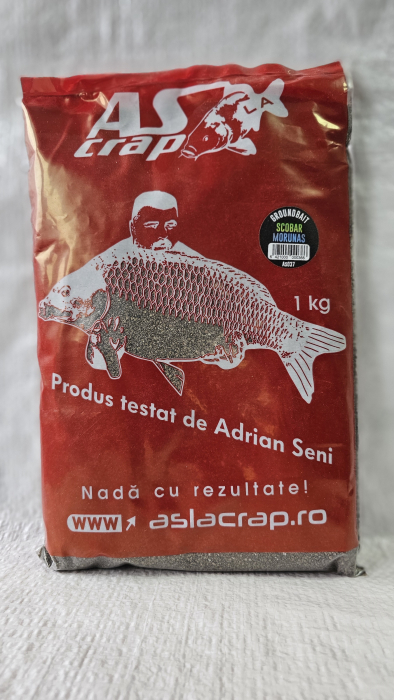 AS
LA
crap
GROUNDBAIT
SCOBAR
MORUNAS
AU037
1 kg
Produs testat de Adrian Seni
Nadă cu rezultate!
www aslacrap.ro